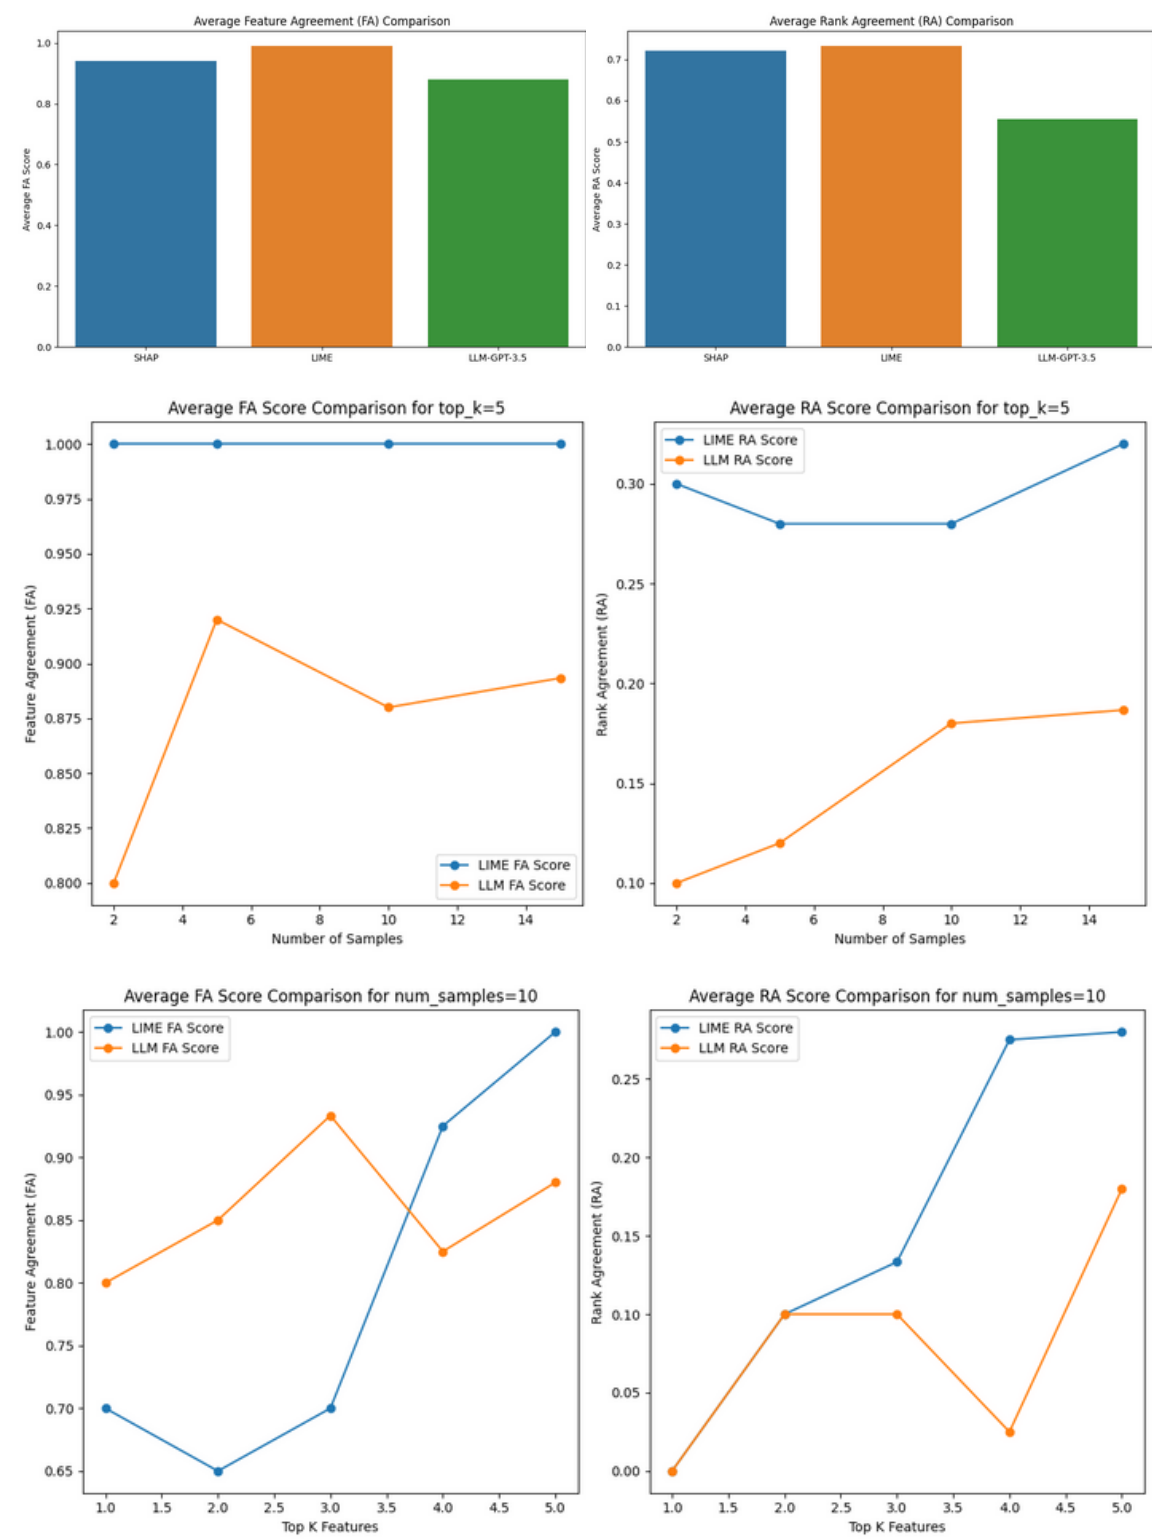 Average Feature Agreement (FA) Comparison
Average FA Score
1.0
0.8
0.6
0.4
0.2
0.0
SHAP
LIME
LLM-GPT-3.5
Average Rank Agreement (RA) Comparison
Average RA Score
0.7
0.6
0.5
0.4
0.3
0.2
0.1
0.0
SHAP
LIME
LLM-GPT-3.5
Average FA Score Comparison for top_k=5
Feature Agreement (FA)
1.000
0.975
0.950
0.925
0.900
0.875
0.850
0.825
0.800
LIME FA Score
LLM FA Score
2 4 6 8 10 12 14
Number of Samples
Average RA Score Comparison for top_k=5
LIME RA Score
LLM RA Score
Rank Agreement (RA)
0.30
0.25
0.20
0.15
0.10
2 4 6 8 10 12 14
Number of Samples
Average FA Score Comparison for num_samples=10
LIME FA Score
LLM FA Score
Feature Agreement (FA)
1.00
0.95
0.90
0.85
0.80
0.75
0.70
0.65
1.0 1.5 2.0 2.5 3.0 3.5 4.0 4.5 5.0
Top K Features
Average RA Score Comparison for num_samples=10
LIME RA Score
LLM RA Score
Rank Agreement (RA)
0.25
0.20
0.15
0.10
0.05
0.00
1.0 1.5 2.0 2.5 3.0 3.5 4.0 4.5 5.0
Top K Features